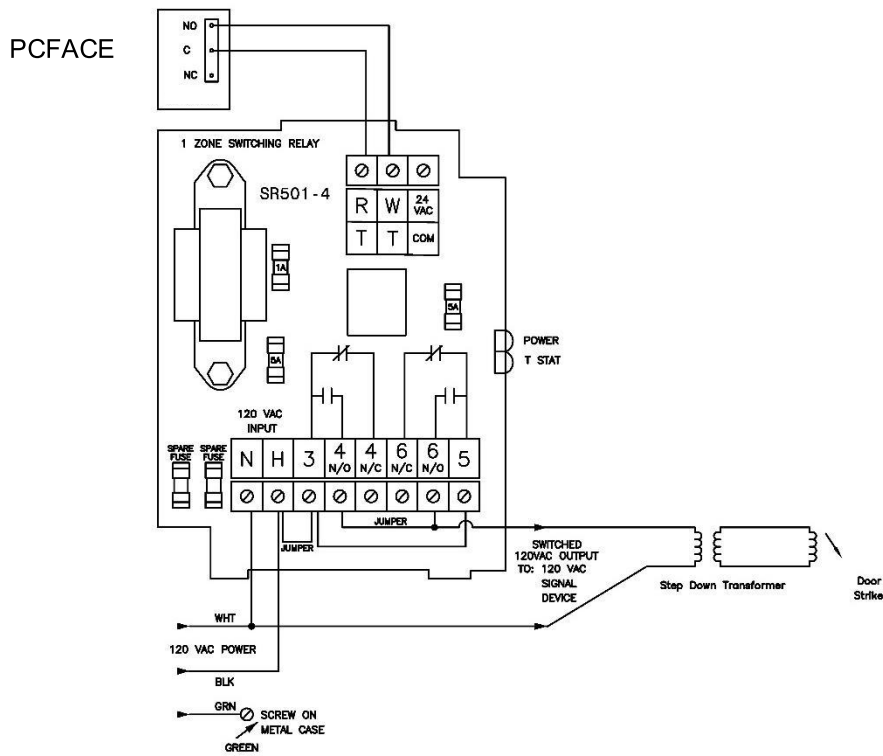 PCFACE
NO
C
NC
1 ZONE SWITCHING RELAY
SR501-4
R W 24 VAC
T T COM
1A
5A
5A
POWER
T STAT
120 VAC
INPUT
SPARE FUSE
SPARE FUSE
N H 3 4 N/O 4 N/C 6 N/C 6 N/O 5
JUMPER
JUMPER
SWITCHED
120VAC OUTPUT
TO: 120 VAC
SIGNAL
DEVICE
Step Down Transformer
Door
Strike
WHT
120 VAC POWER
BLK
GRN
SCREW ON
METAL CASE
GREEN